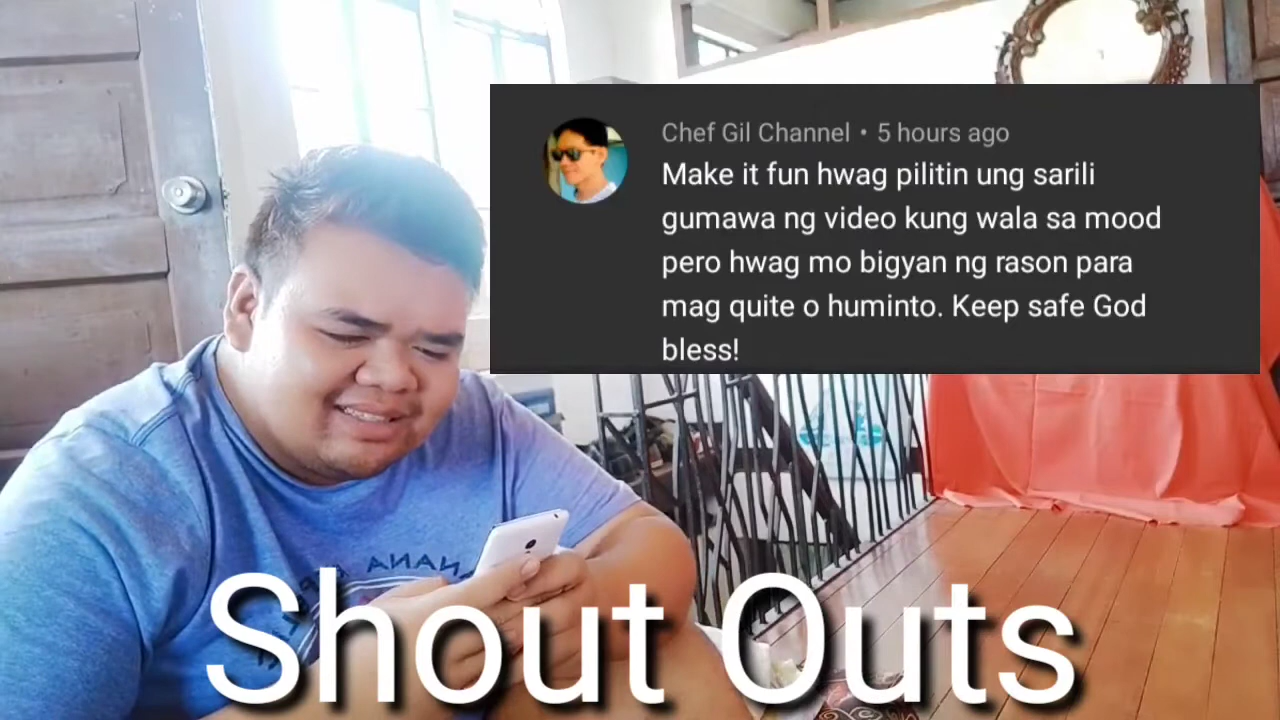 Chef Gil Channel • 5 hours ago
Make it fun hwag pilitin ung sarili
gumawa ng video kung wala sa mood
pero hwag mo bigyan ng rason para
mag quite o huminto. Keep safe God
bless!
Shout Outs